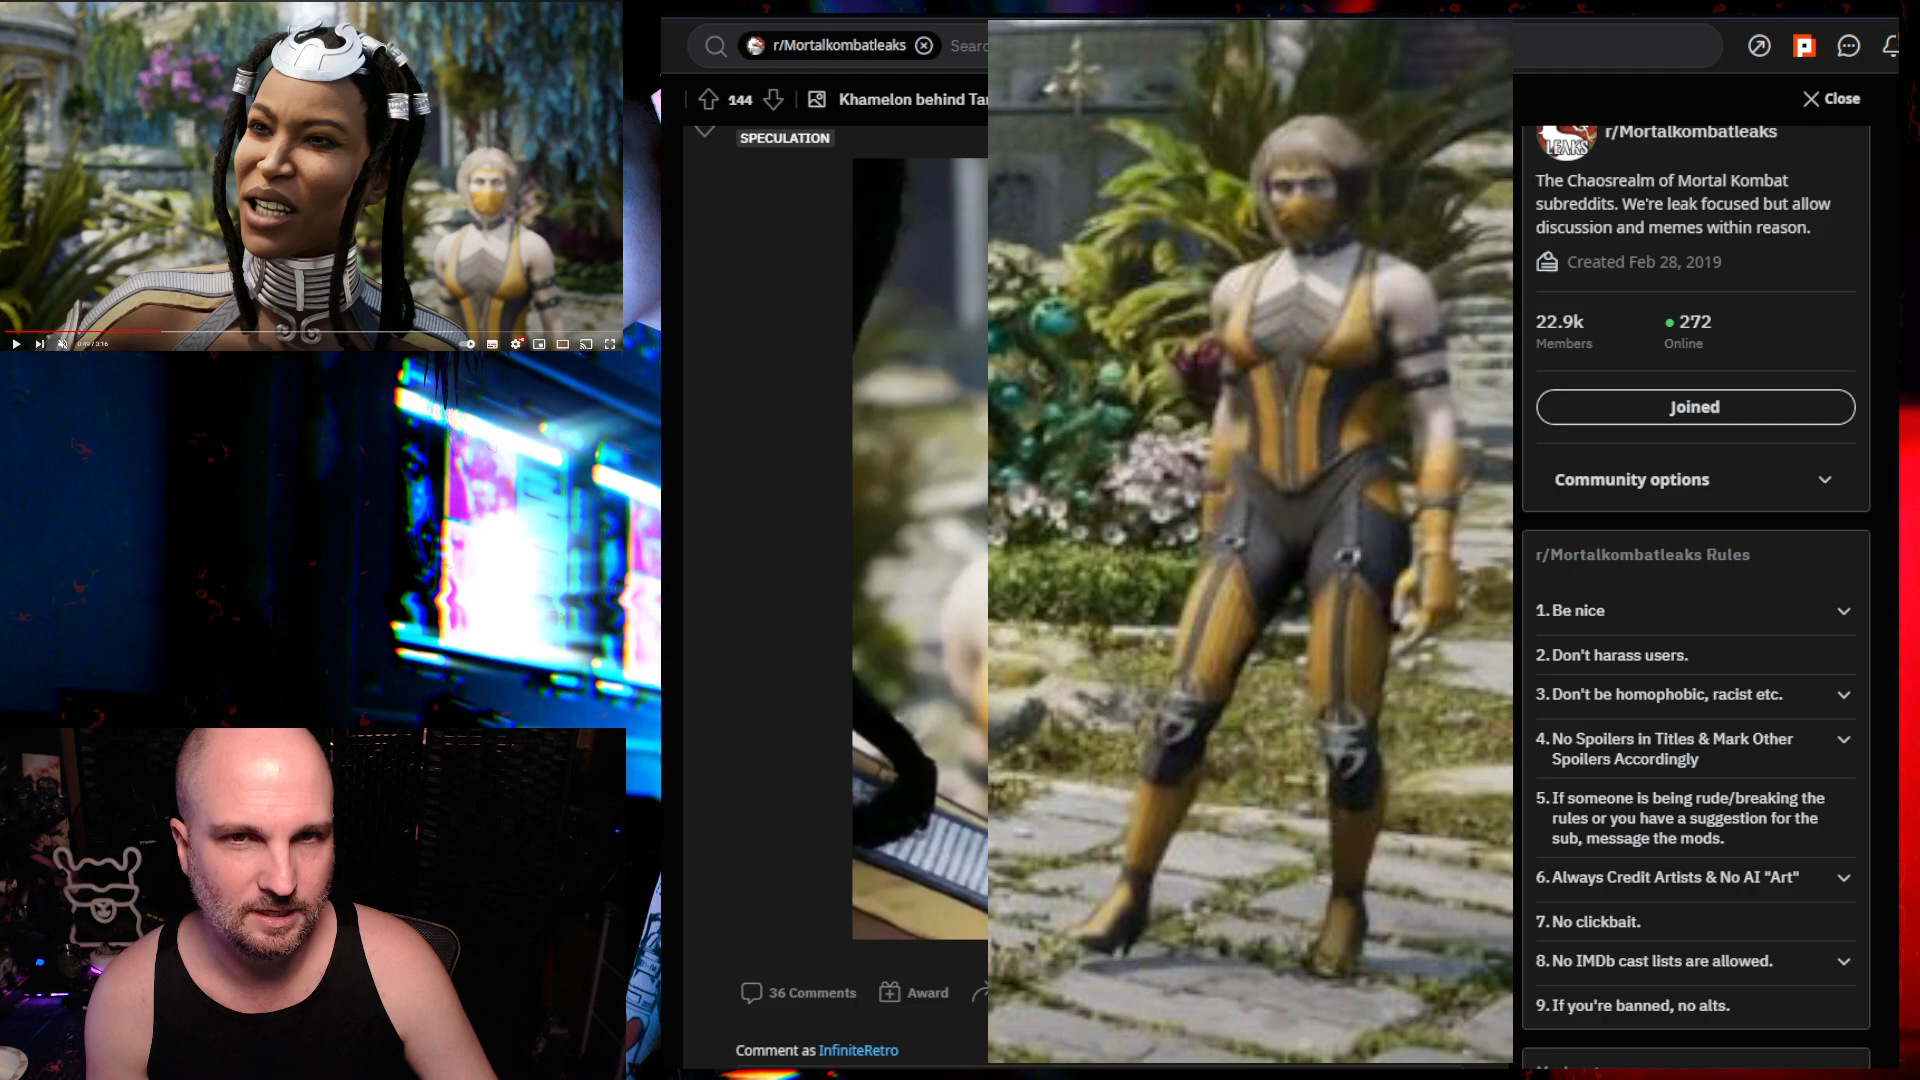 r/Mortalkombatleaks
Searc
144
Khamelon behind Ta
Close
SPECULATION
LEAKS
r/Mortalkombatleaks
The Chaosrealm of Mortal Kombat
subreddits. We're leak focused but allow
discussion and memes within reason.
Created Feb 28, 2019
22.9k
272
Members
Online
Joined
Community options
r/Mortalkombatleaks Rules
1. Be nice
2. Don't harass users.
3. Don't be homophobic, racist etc.
4. No Spoilers in Titles & Mark Other
Spoilers Accordingly
5. If someone is being rude/breaking the
rules or you have a suggestion for the
sub, message the mods.
6. Always Credit Artists & No AI "Art"
7. No clickbait.
8. No IMDb cast lists are allowed.
9. If you're banned, no alts.
36 Comments
Award
Comment as InfiniteRetro